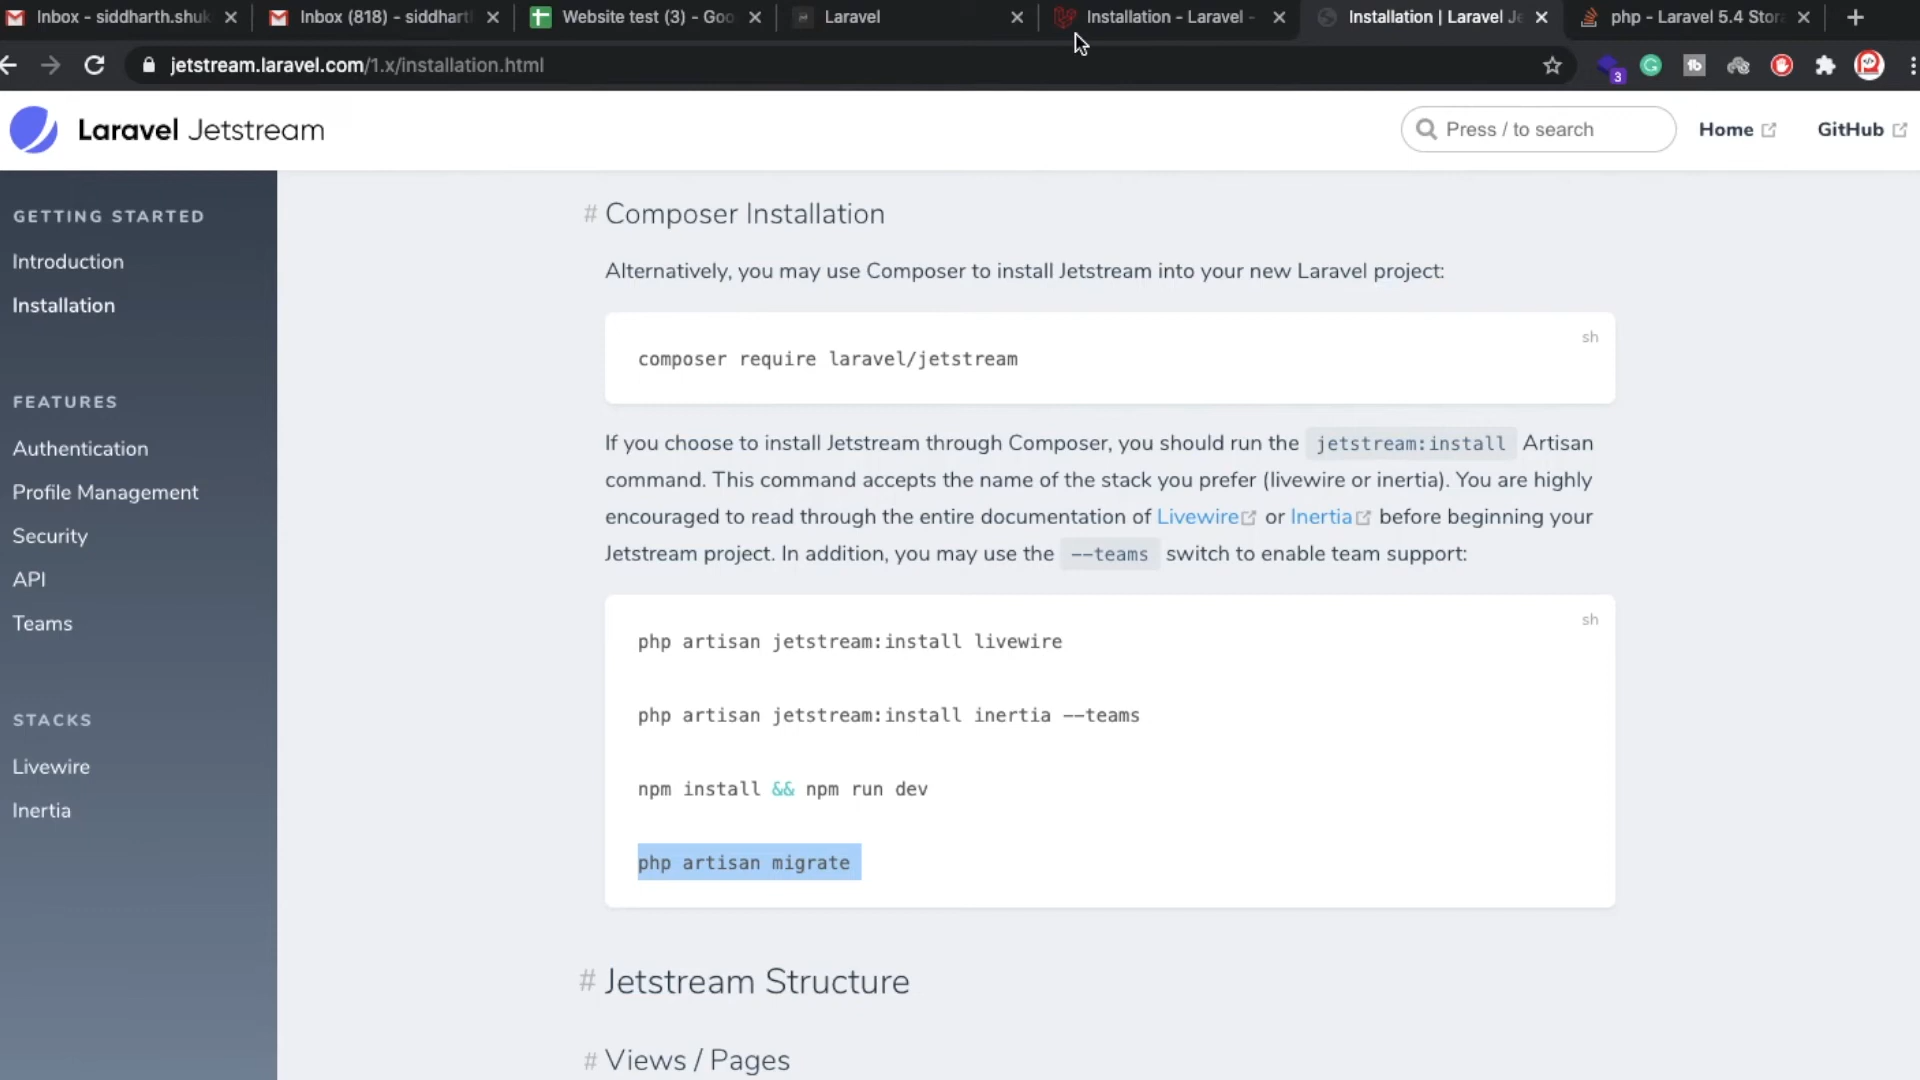 Inbox - siddharth.shuk
Inbox (818) - siddhart
Website test (3) - Goo
Laravel
Installation - Laravel -
Installation | Laravel Je
php - Laravel 5.4 Stora
jetstream.laravel.com/1.x/installation.html
3
Laravel Jetstream
Press / to search
Home
GitHub
GETTING STARTED
Introduction
Installation
FEATURES
Authentication
Profile Management
Security
API
Teams
STACKS
Livewire
Inertia
# Composer Installation
Alternatively, you may use Composer to install Jetstream into your new Laravel project:
sh
composer require laravel/jetstream
If you choose to install Jetstream through Composer, you should run the jetstream:install Artisan
command. This command accepts the name of the stack you prefer (livewire or inertia). You are highly
encouraged to read through the entire documentation of Livewire or Inertia before beginning your
Jetstream project. In addition, you may use the --teams switch to enable team support:
sh
php artisan jetstream:install livewire
php artisan jetstream:install inertia --teams
npm install && npm run dev
php artisan migrate
# Jetstream Structure
# Views / Pages